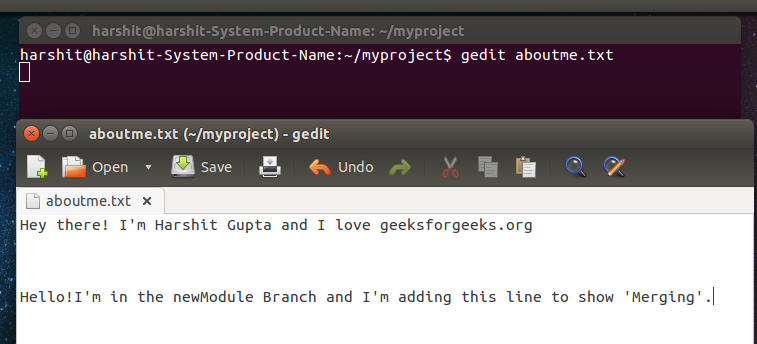 harshit@harshit-System-Product-Name: ~/myproject
harshit@harshit-System-Product-Name:~/myproject$ gedit aboutme.txt
aboutme.txt (~/myproject) - gedit
Open Save Undo
aboutme.txt
Hey there! I'm Harshit Gupta and I love geeksforgeeks.org
Hello!I'm in the newModule Branch and I'm adding this line to show 'Merging'.